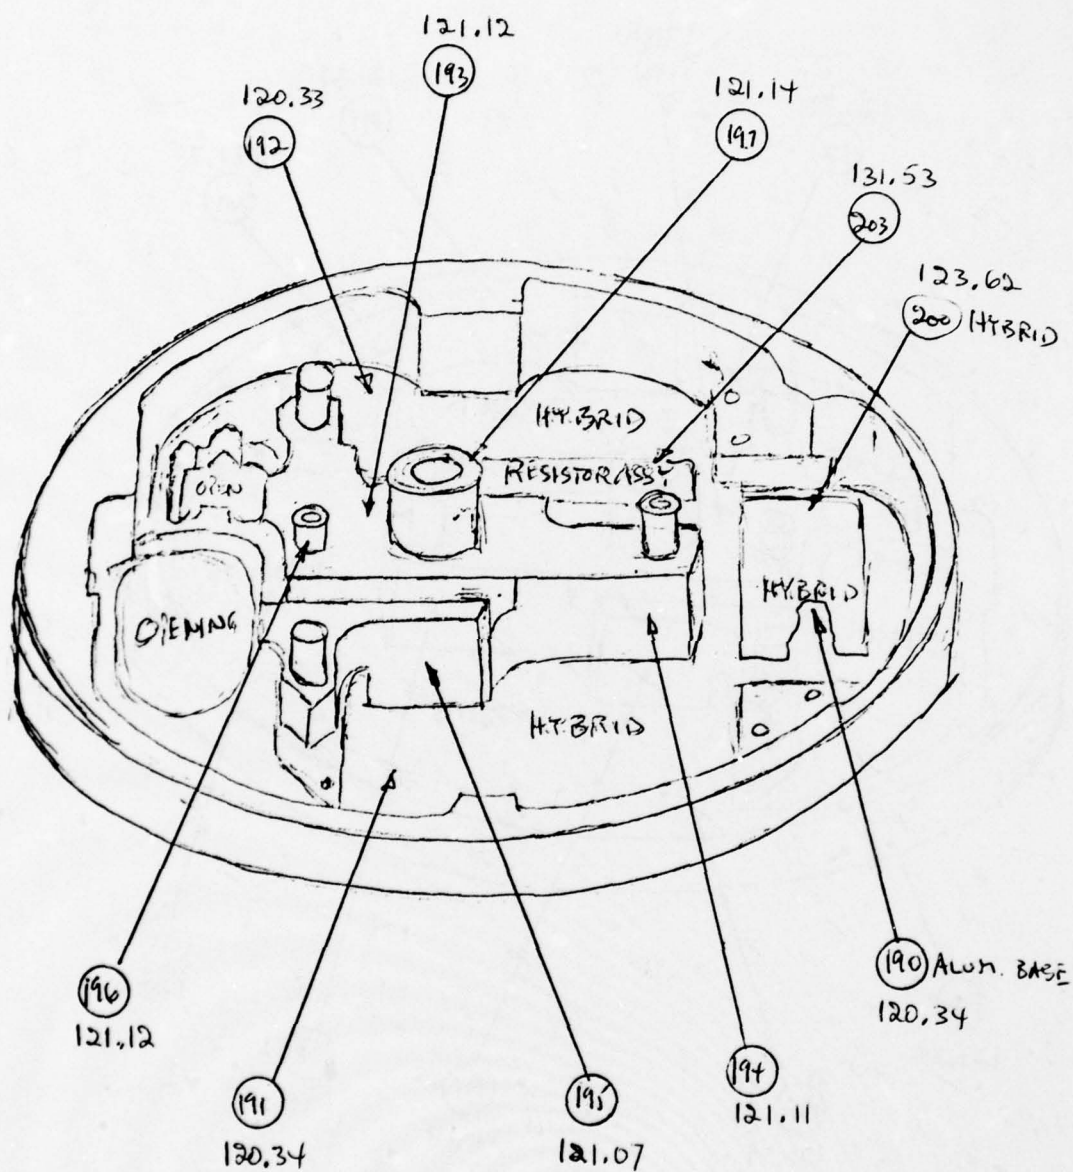 121.12
193
120.33
192
121.14
197
131.53
203
123.62
200 HYBRID
HYBRID
RESISTOR ASSY
OPEN
HYBRID
OPENING
HYBRID
190 ALUM. BASE
120.34
196
121.12
194
121.11
191
120.34
195
121.07